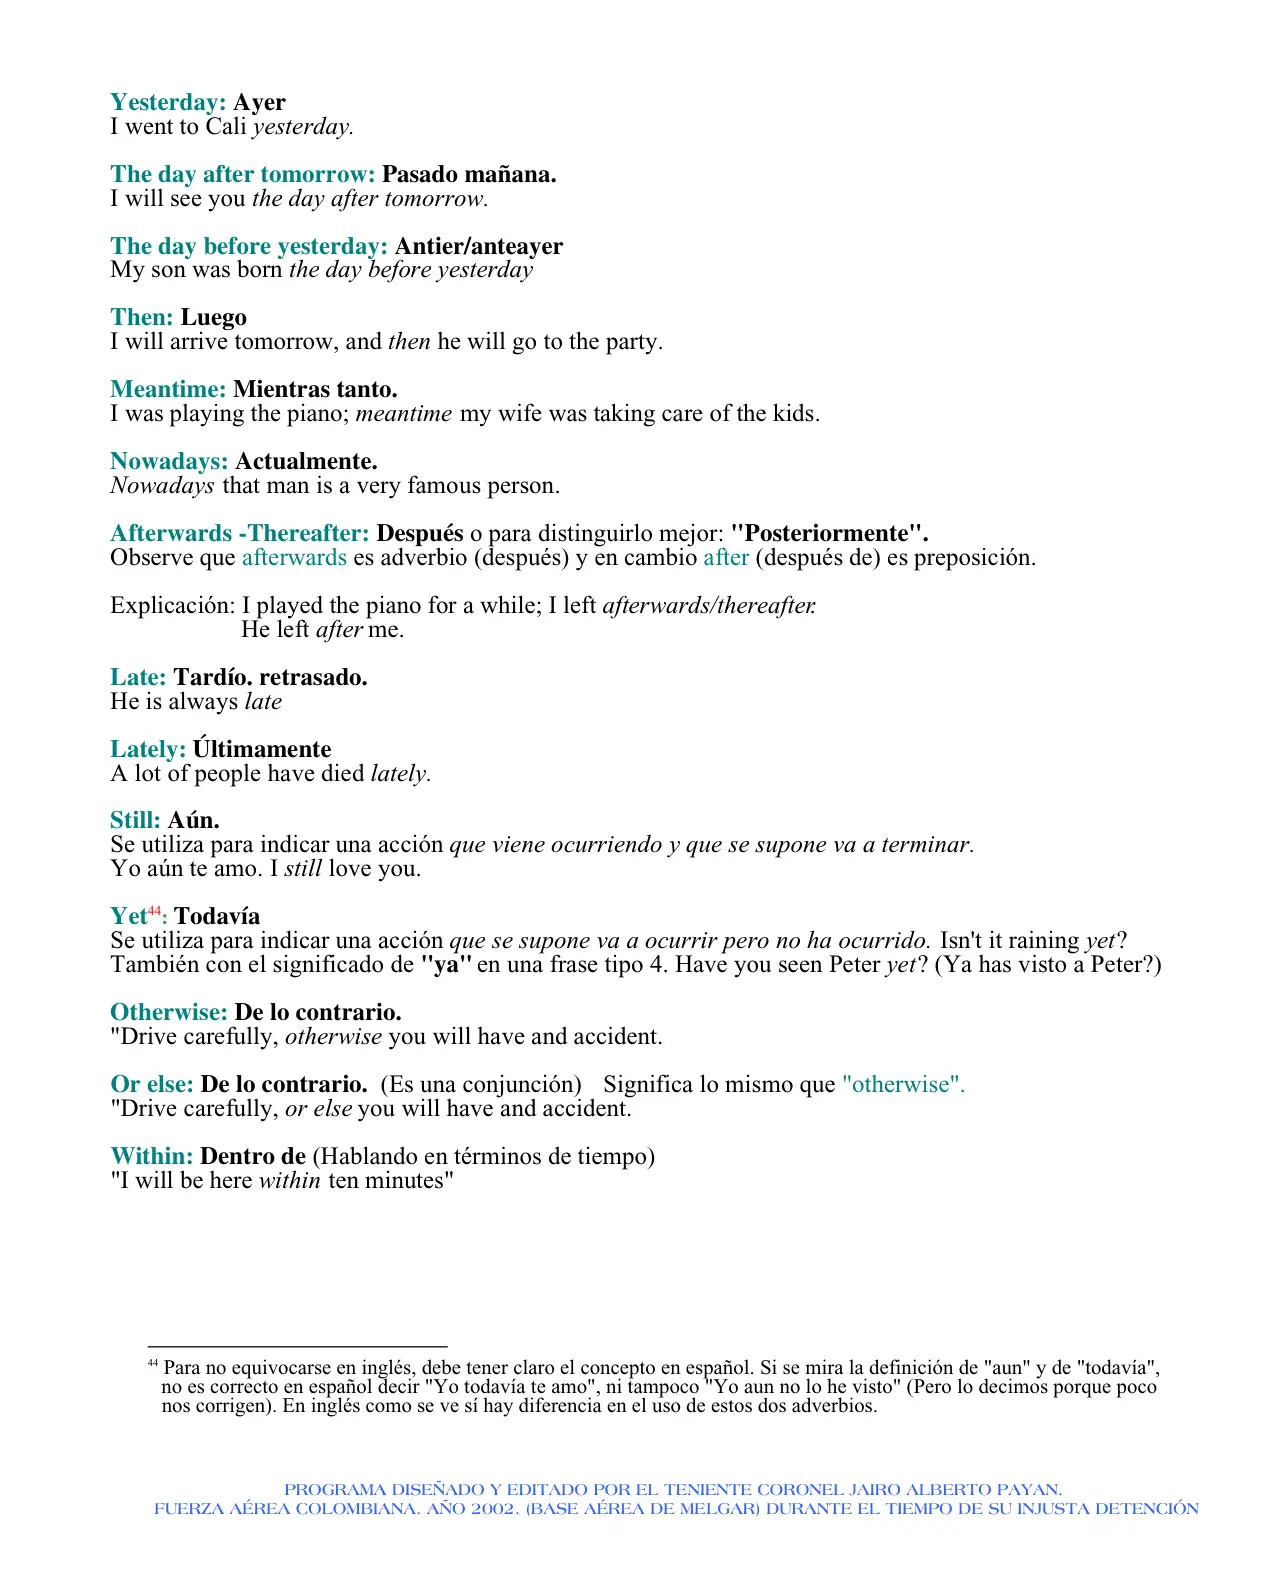 Yesterday: Ayer
I went to Cali yesterday.
The day after tomorrow: Pasado mañana.
I will see you the day after tomorrow.
The day before yesterday: Antier/anteayer
My son was born the day before yesterday
Then: Luego
I will arrive tomorrow, and then he will go to the party.
Meantime: Mientras tanto.
I was playing the piano; meantime my wife was taking care of the kids.
Nowadays: Actualmente.
Nowadays that man is a very famous person.
Afterwards -Thereafter: Después o para distinguirlo mejor: "Posteriormente".
Observe que afterwards es adverbio (después) y en cambio after (después de) es preposición.
Explicación: I played the piano for a while; I left afterwards/thereafter.
He left after me.
Late: Tardío. retrasado.
He is always late
Lately: Últimamente
A lot of people have died lately.
Still: Aún.
Se utiliza para indicar una acción que viene ocurriendo y que se supone va a terminar.
Yo aún te amo. I still love you.
Yet44: Todavía
Se utiliza para indicar una acción que se supone va a ocurrir pero no ha ocurrido. Isn't it raining yet?
También con el significado de "ya" en una frase tipo 4. Have you seen Peter yet? (Ya has visto a Peter?)
Otherwise: De lo contrario.
"Drive carefully, otherwise you will have and accident.
Or else: De lo contrario. (Es una conjunción) Significa lo mismo que "otherwise".
"Drive carefully, or else you will have and accident.
Within: Dentro de (Hablando en términos de tiempo)
"I will be here within ten minutes"
44 Para no equivocarse en inglés, debe tener claro el concepto en español. Si se mira la definición de "aun" y de "todavía",
no es correcto en español decir "Yo todavía te amo", ni tampoco "Yo aun no lo he visto" (Pero lo decimos porque poco
nos corrigen). En inglés como se ve sí hay diferencia en el uso de estos dos adverbios.
PROGRAMA DISEÑADO Y EDITADO POR EL TENIENTE CORONEL JAIRO ALBERTO PAYAN.
FUERZA AÉREA COLOMBIANA. AÑO 2002. (BASE AÉREA DE MELGAR) DURANTE EL TIEMPO DE SU INJUSTA DETENCIÓN